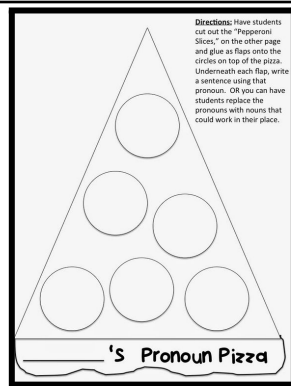 Directions: Have students
cut out the "Pepperoni
Slices," on the other page
and glue as flaps onto the
circles on top of the pizza.
Underneath each flap, write
a sentence using that
pronoun. OR you can have
students replace the
pronouns with nouns that
could work in their place.
________'s Pronoun Pizza